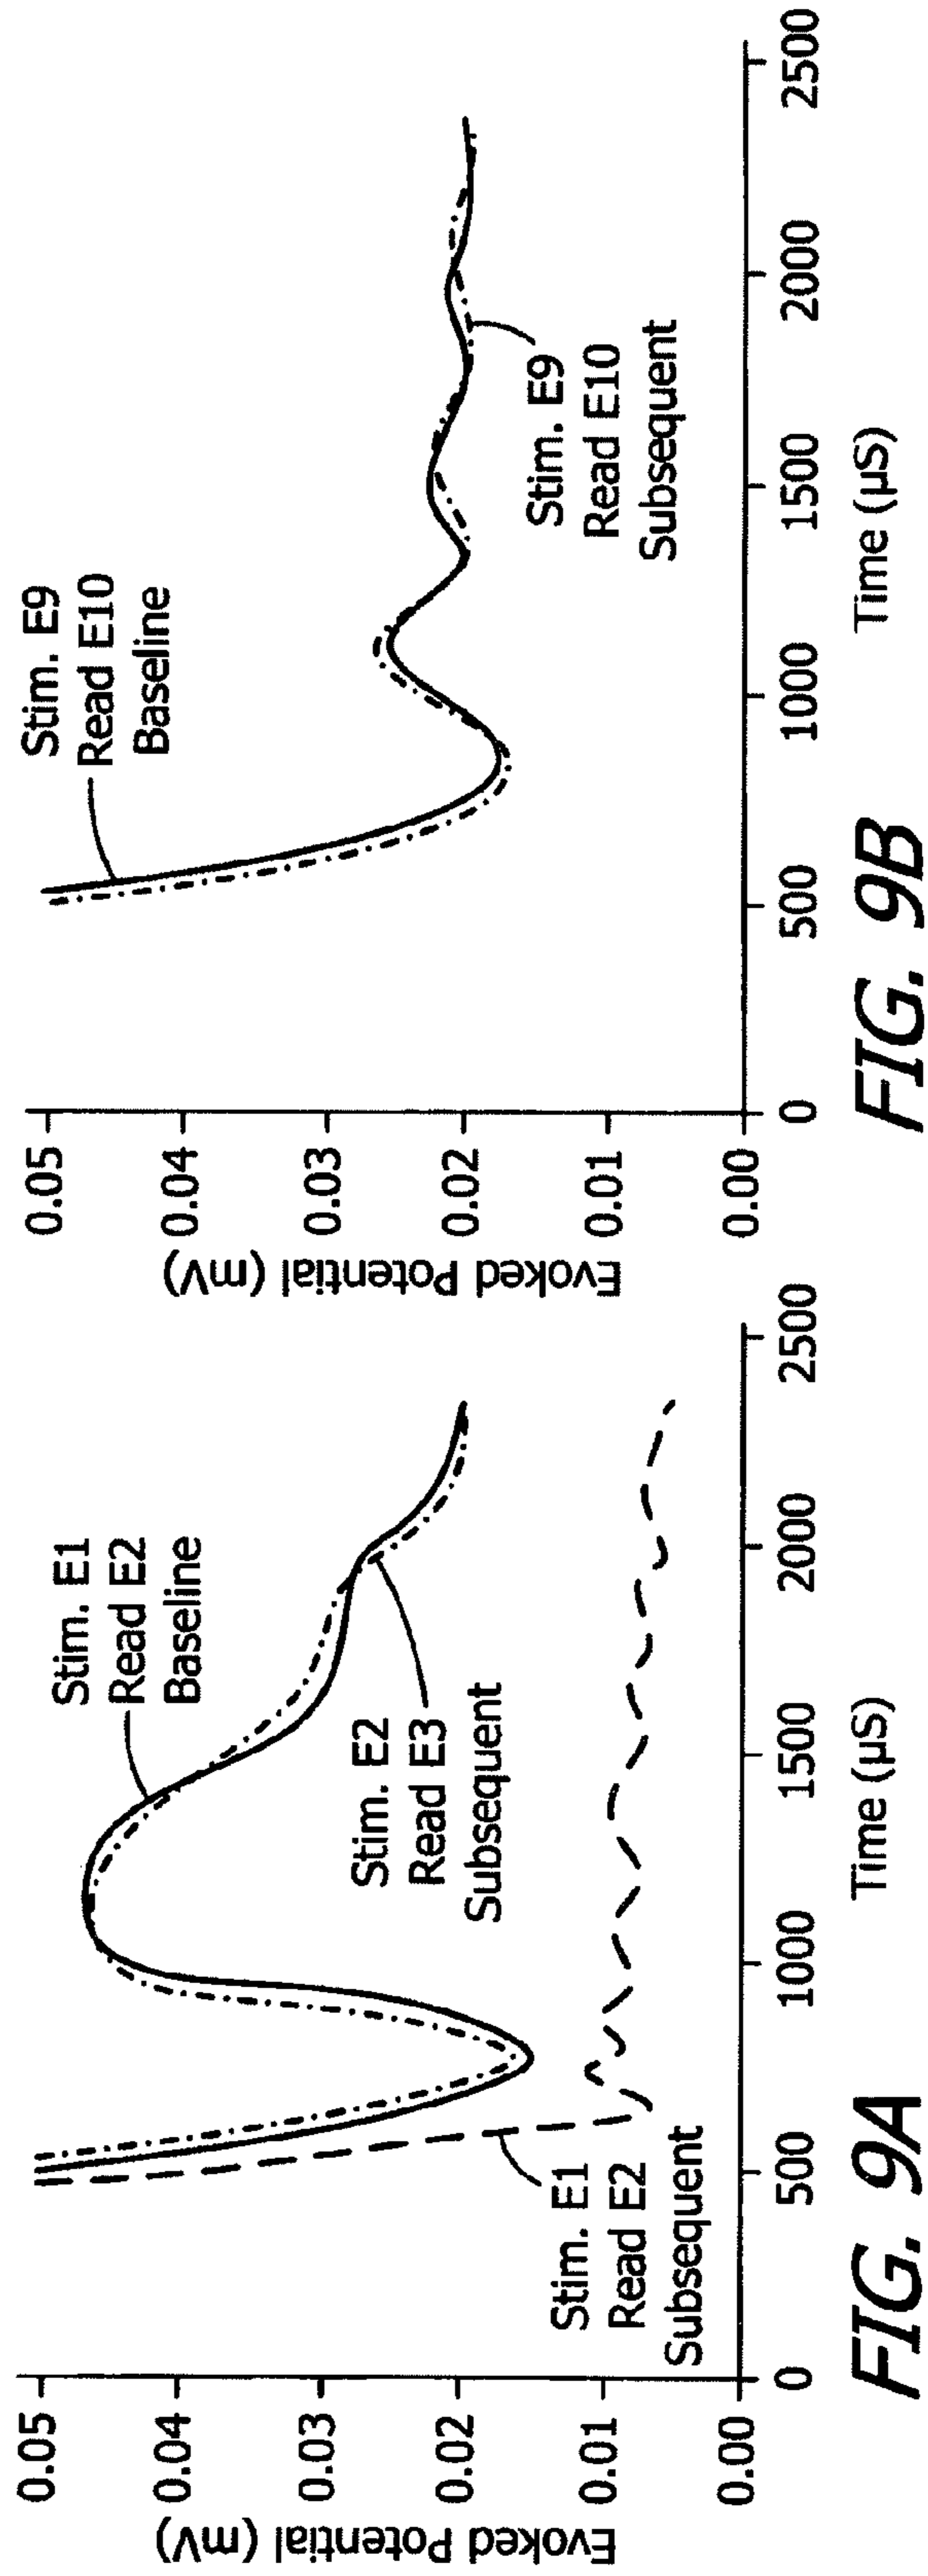 Evoked Potential (mV)
0.05
0.04
0.03
0.02
0.01
0.00
Stim. E1
Read E2
Baseline
Stim. E2
Read E3
Subsequent
Stim. E1
Read E2
Subsequent
0
500
1000
1500
2000
2500
Time (µS)
FIG. 9A
Evoked Potential (mV)
0.05
0.04
0.03
0.02
0.01
0.00
Stim. E9
Read E10
Baseline
Stim. E9
Read E10
Subsequent
0
500
1000
1500
2000
2500
Time (µS)
FIG. 9B